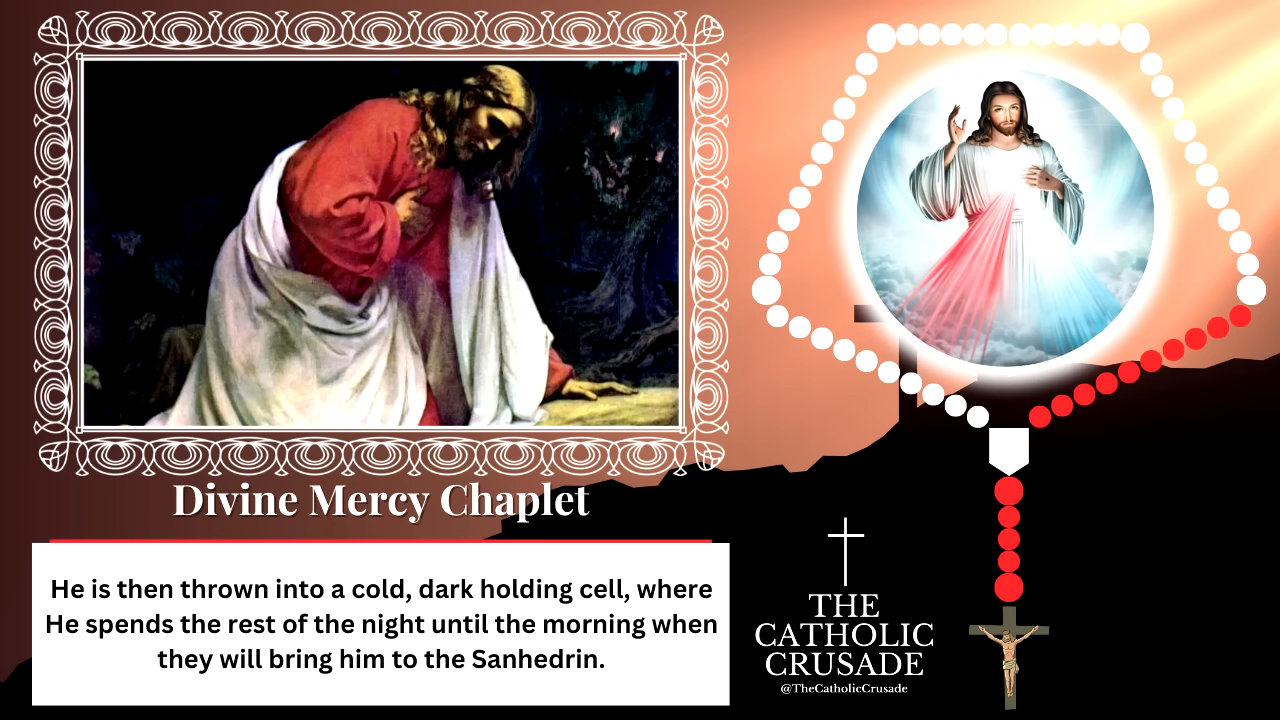 Divine Mercy Chaplet
He is then thrown into a cold, dark holding cell, where
He spends the rest of the night until the morning when
they will bring him to the Sanhedrin.
THE
CATHOLIC
CRUSADE
@TheCatholicCrusade